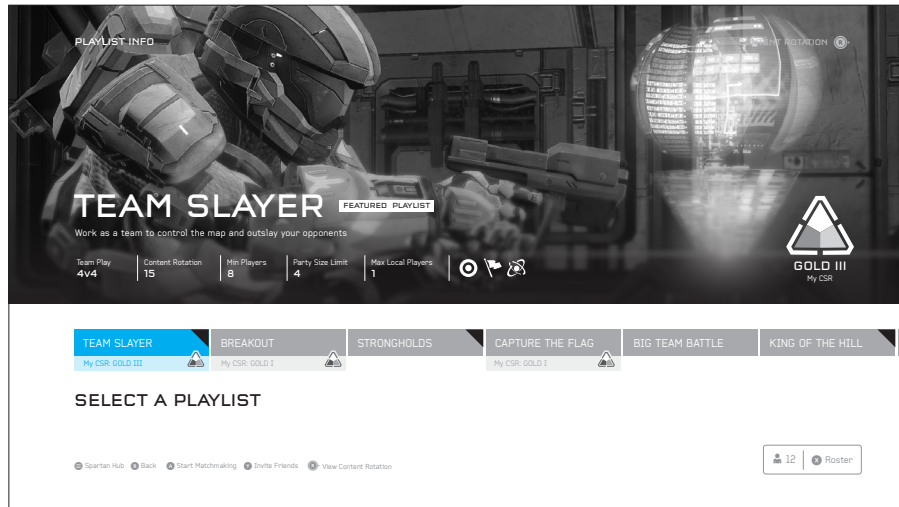 PLAYLIST INFO
ROTATION
TEAM SLAYER
FEATURED PLAYLIST
Work as a team to control the map and outslay your opponents
Team Play
4v4
Content Rotation
15
Min Players
8
Party Size Limit
4
Max Local Players
1
GOLD III
My CSR
TEAM SLAYER
My CSR: GOLD III
BREAKOUT
My CSR: GOLD I
STRONGHOLDS
CAPTURE THE FLAG
My CSR: GOLD I
BIG TEAM BATTLE
KING OF THE HILL
SELECT A PLAYLIST
Spartan Hub
Back
A Start Matchmaking
Y Invite Friends
View Content Rotation
12
X Roster